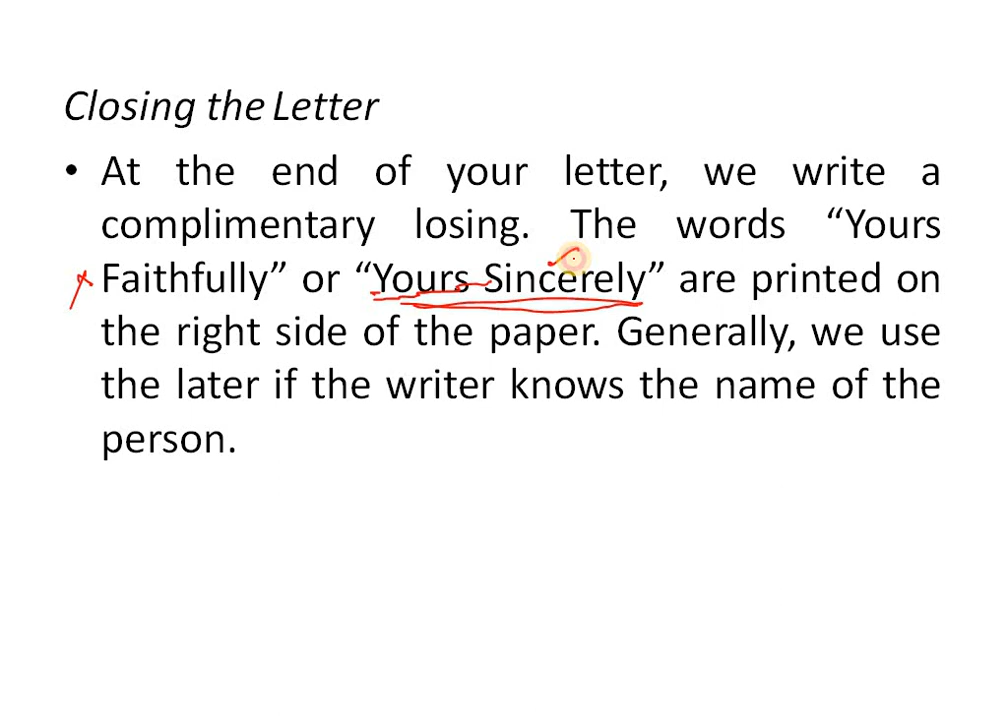 Closing the Letter
• At the end of your letter, we write a
complimentary losing. The words “Yours
Faithfully” or “Yours Sincerely” are printed on
the right side of the paper. Generally, we use
the later if the writer knows the name of the
person.